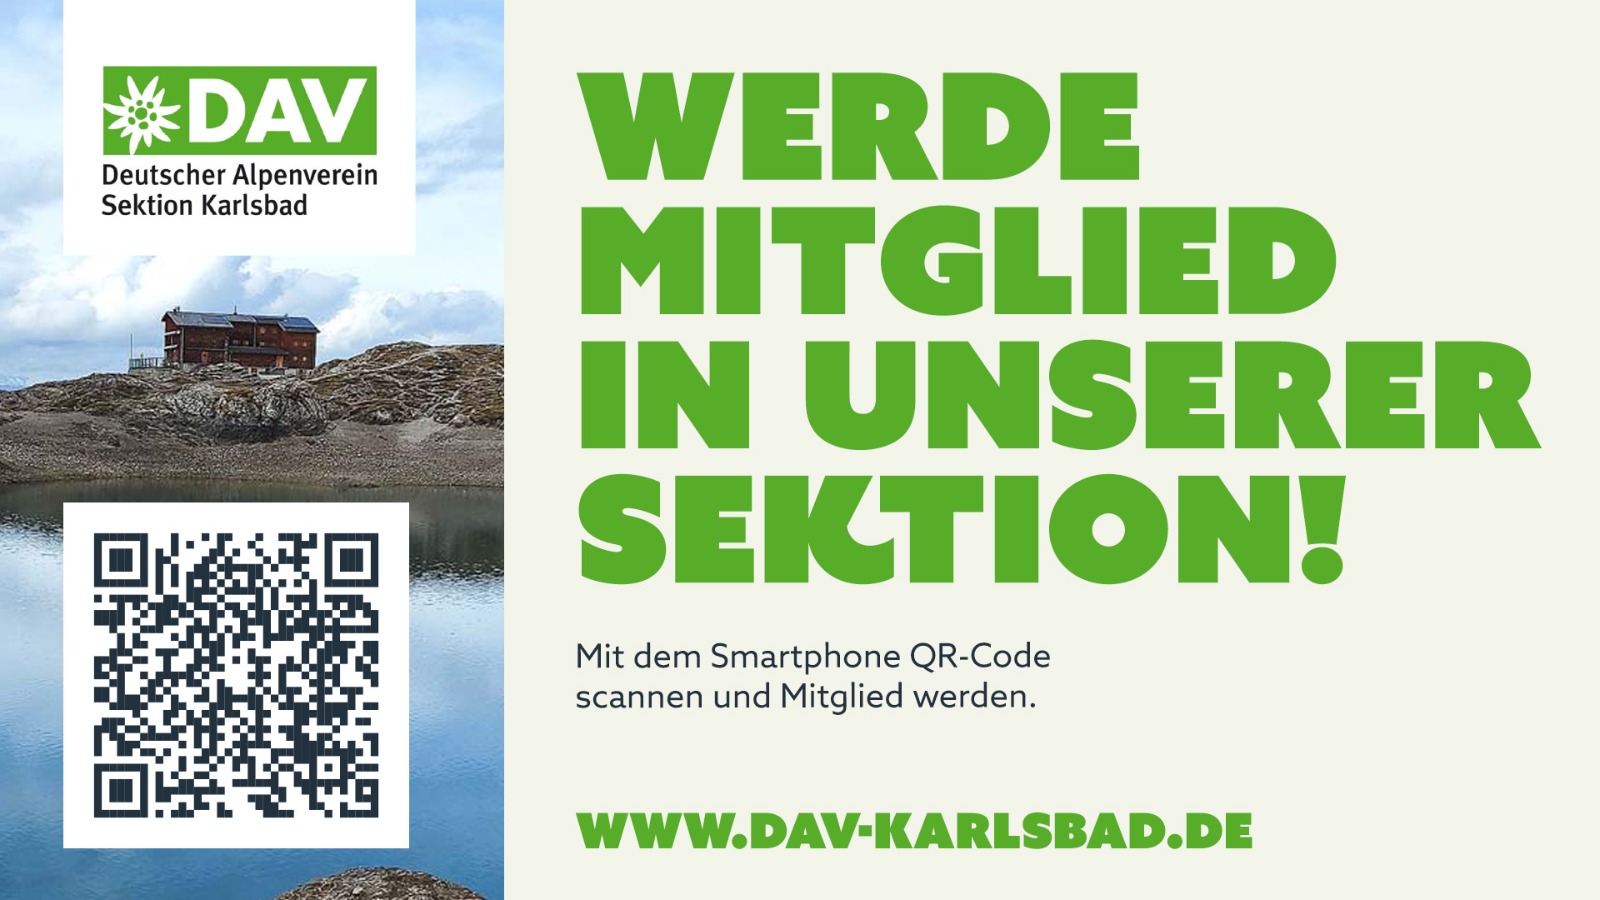 DAV
Deutscher Alpenverein
Sektion Karlsbad
WERDE
MITGLIED
IN UNSERER
SEKTION!
Mit dem Smartphone QR-Code
scannen und Mitglied werden.
WWW.DAV-KARLSBAD.DE